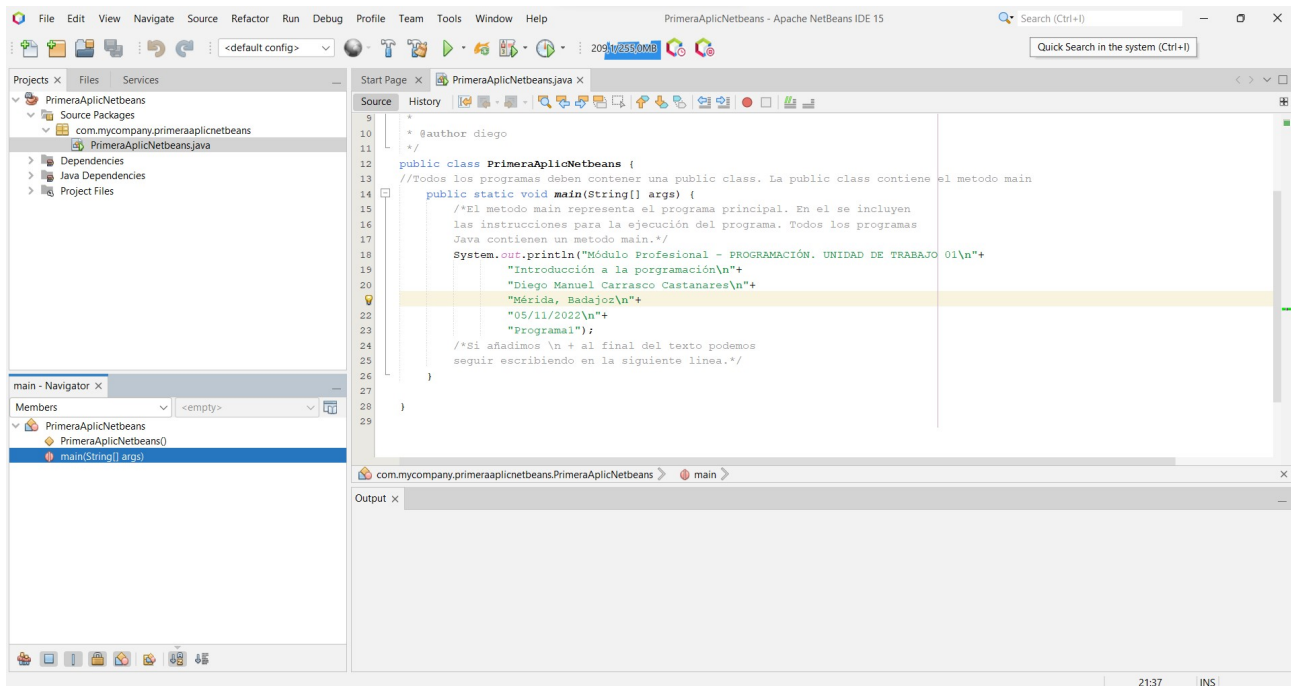 File Edit View Navigate Source Refactor Run Debug Profile Team Tools Window Help
PrimeraAplicNetbeans - Apache NetBeans IDE 15
Search (Ctrl+I)
<default config>
209,1/255,0MB
Quick Search in the system (Ctrl+I)
Projects Files Services
PrimeraAplicNetbeans
Source Packages
com.mycompany.primeraaplicnetbeans
PrimeraAplicNetbeans.java
Dependencies
Java Dependencies
Project Files
main - Navigator
Members <empty>
PrimeraAplicNetbeans
PrimeraAplicNetbeans()
main(String[] args)
Start Page PrimeraAplicNetbeans.java
Source History
9 *
10 * @author diego
11 */
12 public class PrimeraAplicNetbeans {
13 //Todos los programas deben contener una public class. La public class contiene el metodo main
14 public static void main(String[] args) {
15 /*El metodo main representa el programa principal. En el se incluyen
16 las instrucciones para la ejecución del programa. Todos los programas
17 Java contienen un metodo main.*/
18 System.out.println("Módulo Profesional - PROGRAMACIÓN. UNIDAD DE TRABAJO 01\n"+
19 "Introducción a la porgramación\n"+
20 "Diego Manuel Carrasco Castanares\n"+
"Mérida, Badajoz\n"+
22 "05/11/2022\n"+
23 "Programa1");
24 /*Si añadimos \n + al final del texto podemos
25 seguir escribiendo en la siguiente linea.*/
26 }
27
28 }
29
com.mycompany.primeraaplicnetbeans.PrimeraAplicNetbeans main
Output
21:37 INS